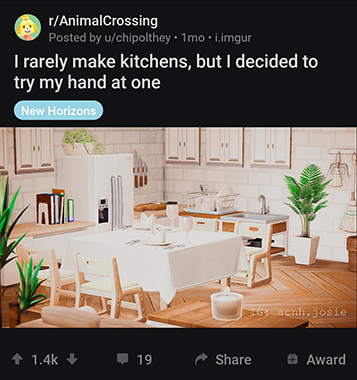 r/AnimalCrossing
Posted by u/chipolthey • 1mo • i.imgur
I rarely make kitchens, but I decided to
try my hand at one
New Horizons
IG: acnh.josie
1.4k
19
Share
Award